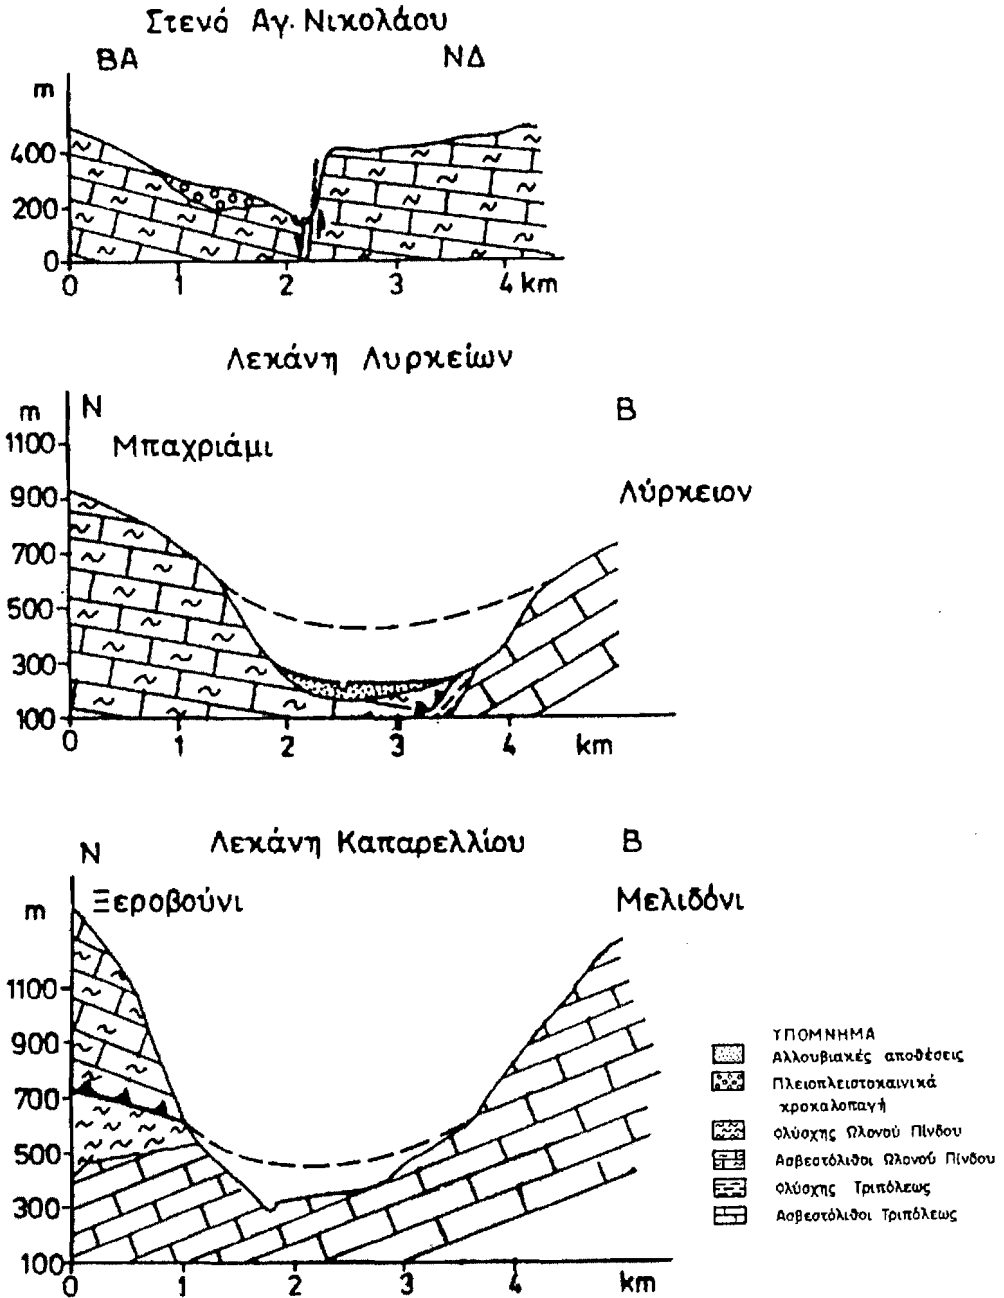 Στενό Αγ. Νικολάου
ΒΑ ΝΔ
m
400
200
0
0 1 2 3 4 km
Λεκάνη Λυρκείων
m Ν Β
Μπαχριάμι
Λύρκειον
1100
900
700
500
300
100
0 1 2 3 4 km
Λεκάνη Καπαρελλίου
Ν Β
m Ξεροβούνι Μελιδόνι
1100
900
700
500
300
100
0 1 2 3 4 km
ΥΠΟΜΝΗΜΑ
Αλλουβιακές αποθέσεις
Πλειοπλειστοκαινικά
κροκαλοπαγή
φλύσχης Ωλονού Πίνδου
Ασβεστόλιθοι Ωλονού Πίνδου
φλύσχης Τριπόλεως
Ασβεστόλιθοι Τριπόλεως